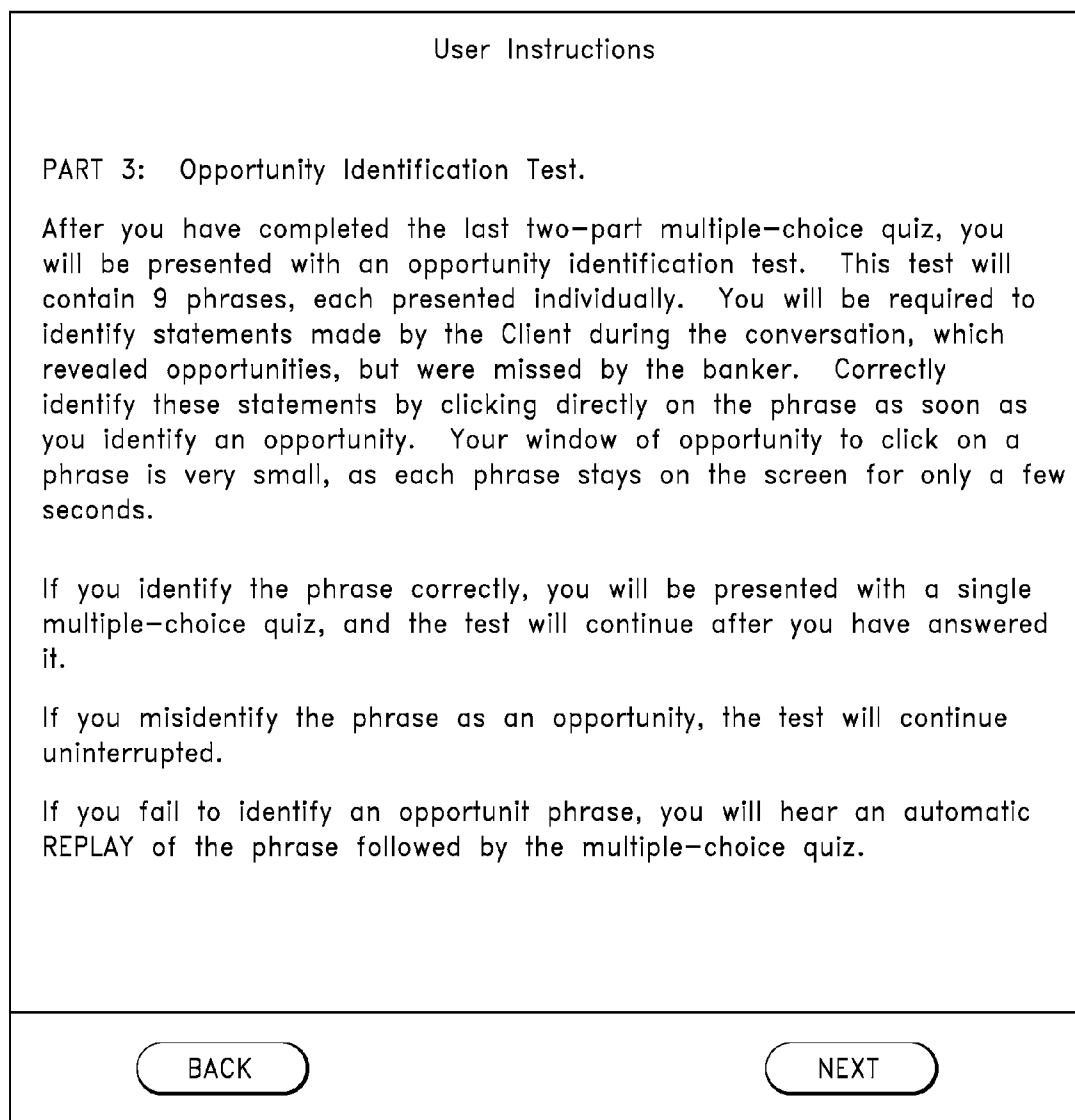 User Instructions
PART 3: Opportunity Identification Test.
After you have completed the last two-part multiple-choice quiz, you
will be presented with an opportunity identification test. This test will
contain 9 phrases, each presented individually. You will be required to
identify statements made by the Client during the conversation, which
revealed opportunities, but were missed by the banker. Correctly
identify these statements by clicking directly on the phrase as soon as
you identify an opportunity. Your window of opportunity to click on a
phrase is very small, as each phrase stays on the screen for only a few
seconds.
If you identify the phrase correctly, you will be presented with a single
multiple-choice quiz, and the test will continue after you have answered
it.
If you misidentify the phrase as an opportunity, the test will continue
uninterrupted.
If you fail to identify an opportunit phrase, you will hear an automatic
REPLAY of the phrase followed by the multiple-choice quiz.
BACK NEXT